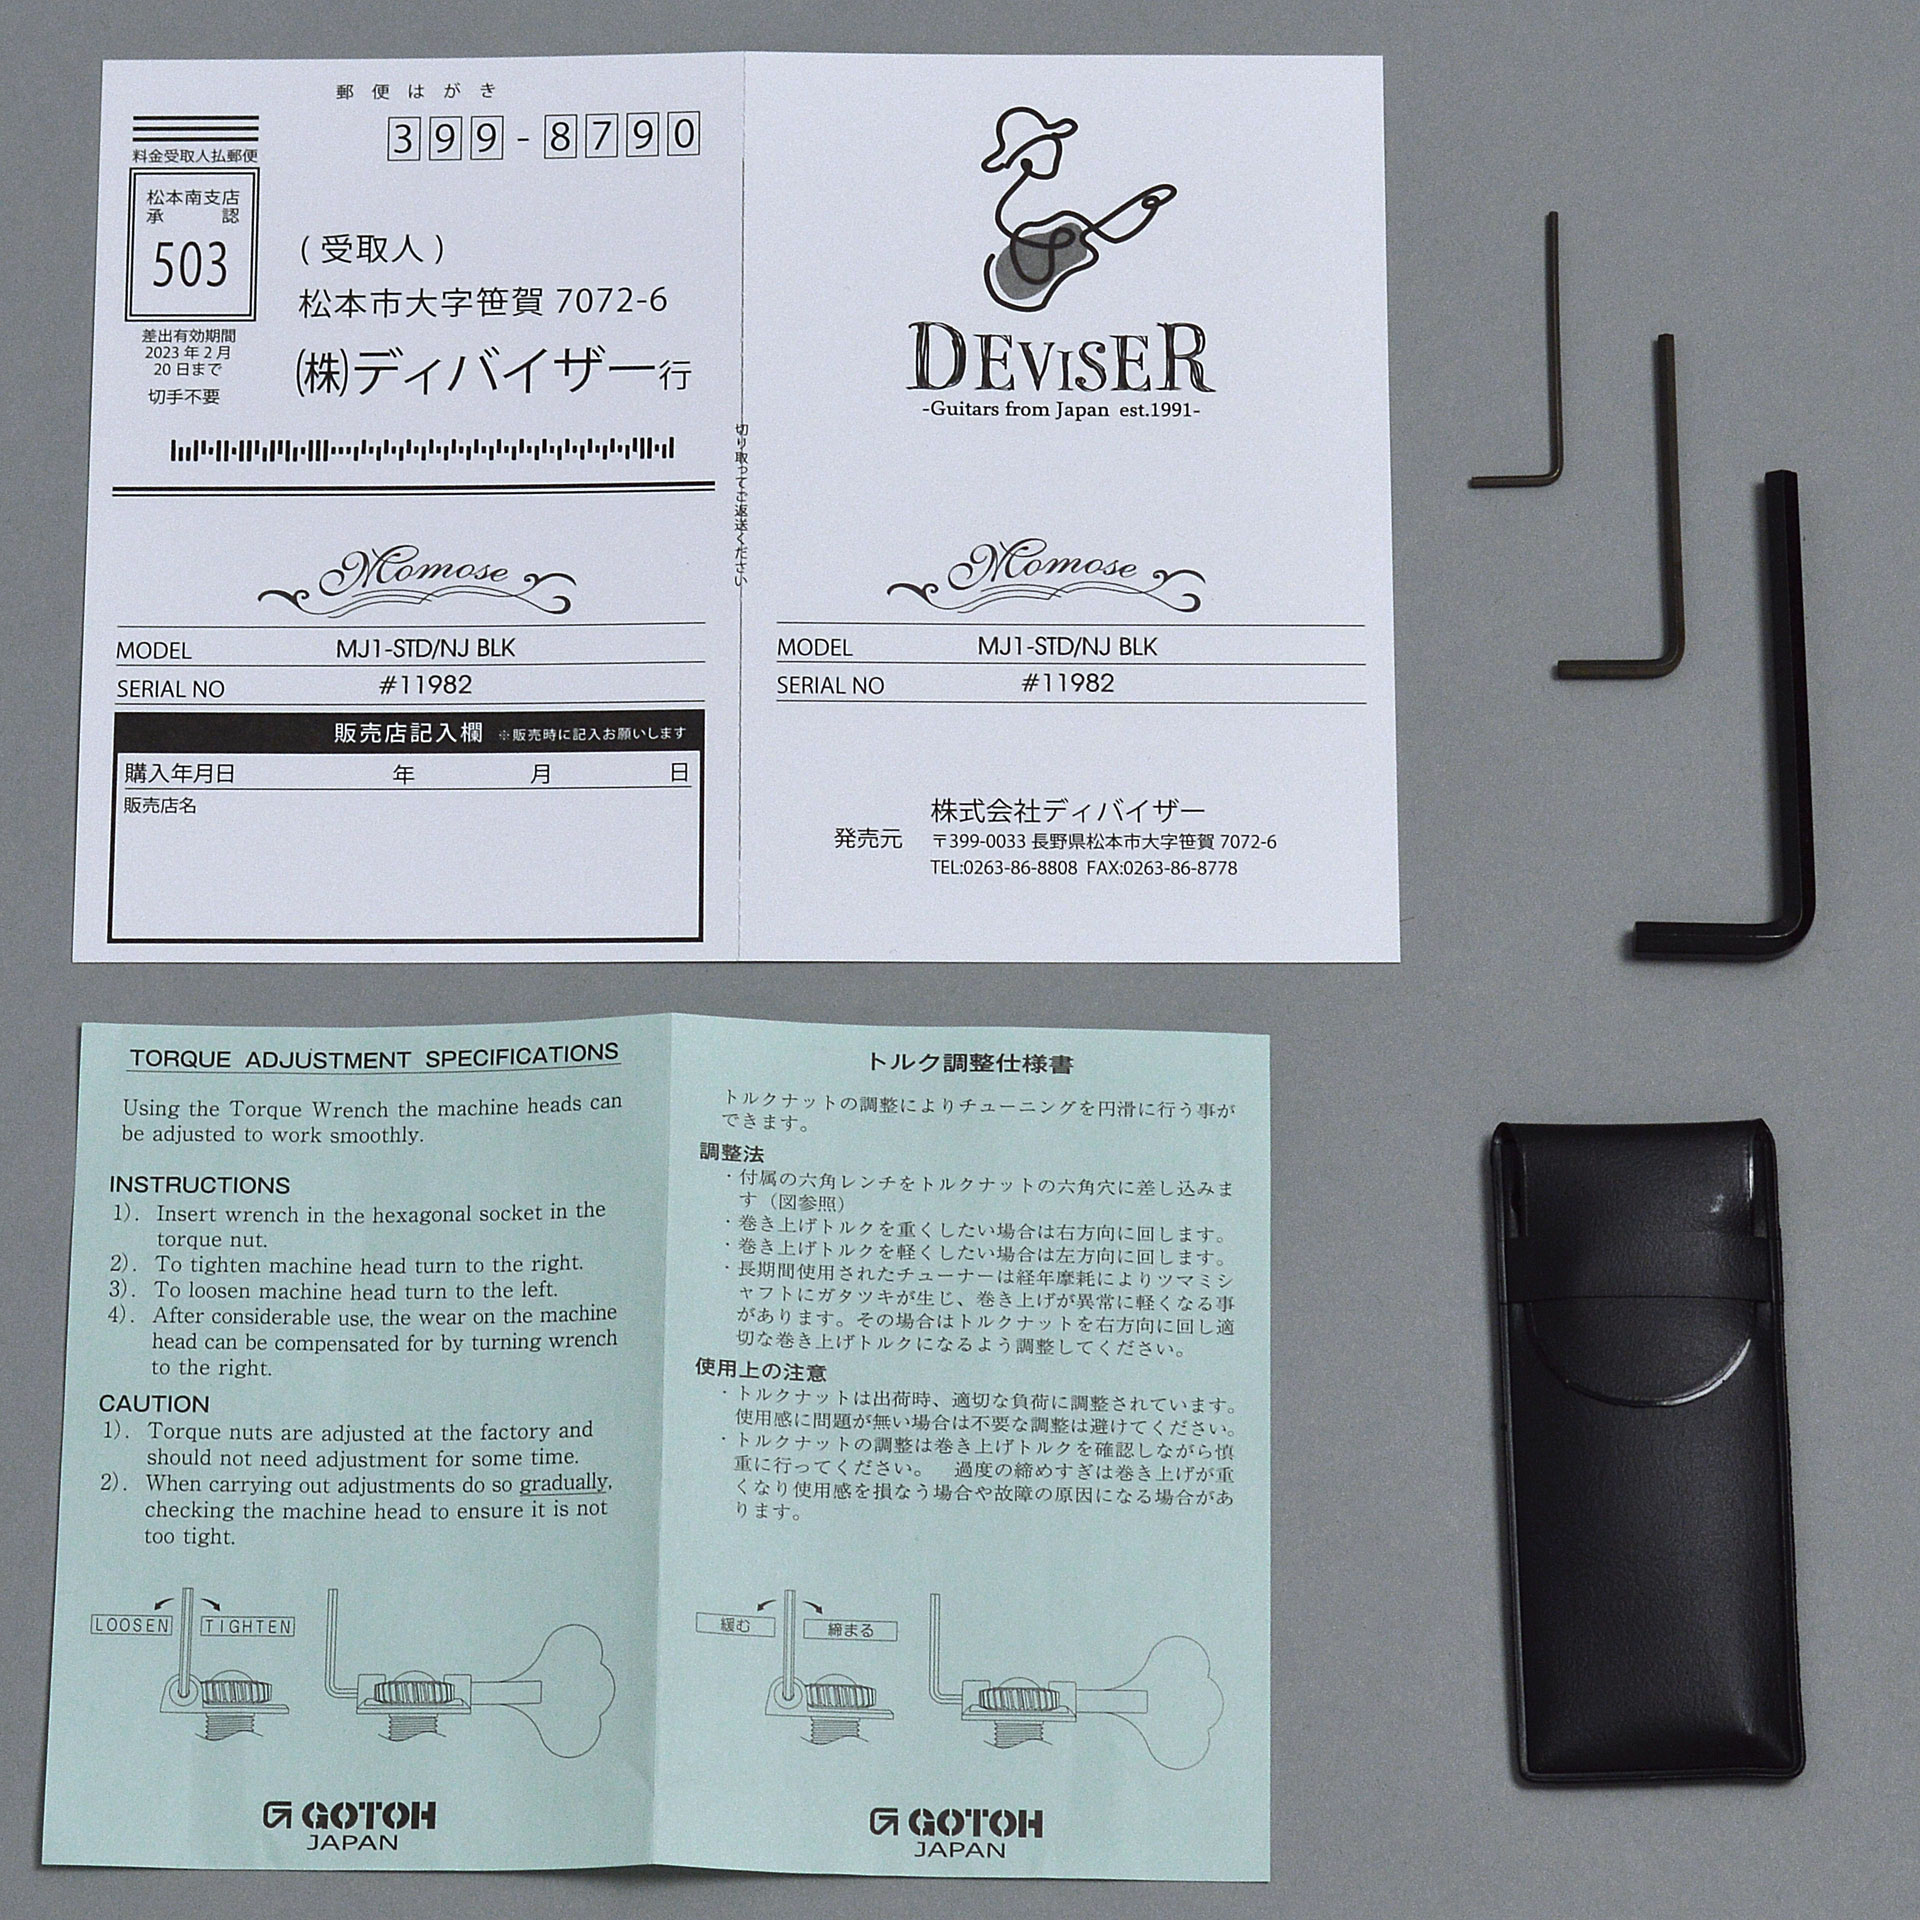 郵便はがき
399-8790
料金受取人払郵便
松本南支店
承認
503
差出有効期間
2023年2月
20日まで
切手不要
(受取人)
松本市大字笹賀 7072-6
(株)ディバイザー行
切り取ってご返送ください
Momose
MODEL MJ1-STD/NJ BLK
SERIAL NO #11982
販売店記入欄 ※販売時に記入お願いします
購入年月日 年 月 日
販売店名
DEVISER
-Guitars from Japan est.1991-
Momose
MODEL MJ1-STD/NJ BLK
SERIAL NO #11982
発売元
株式会社ディバイザー
〒399-0033 長野県松本市大字笹賀 7072-6
TEL:0263-86-8808 FAX:0263-86-8778
TORQUE ADJUSTMENT SPECIFICATIONS
Using the Torque Wrench the machine heads can
be adjusted to work smoothly.
INSTRUCTIONS
1). Insert wrench in the hexagonal socket in the
torque nut.
2). To tighten machine head turn to the right.
3). To loosen machine head turn to the left.
4). After considerable use, the wear on the machine
head can be compensated for by turning wrench
to the right.
CAUTION
1). Torque nuts are adjusted at the factory and
should not need adjustment for some time.
2). When carrying out adjustments do so gradually,
checking the machine head to ensure it is not
too tight.
LOOSEN TIGHTEN
GOTOH
JAPAN
トルク調整仕様書
トルクナットの調整によりチューニングを円滑に行う事が
できます。
調整法
・付属の六角レンチをトルクナットの六角穴に差し込みま
す（図参照）
・巻き上げトルクを重くしたい場合は右方向に回します。
・巻き上げトルクを軽くしたい場合は左方向に回します。
・長期間使用されたチューナーは経年摩耗によりツマミシ
ャフトにガタツキが生じ、巻き上げが異常に軽くなる事
があります。その場合はトルクナットを右方向に回し適
切な巻き上げトルクになるよう調整してください。
使用上の注意
・トルクナットは出荷時、適切な負荷に調整されています。
使用感に問題が無い場合は不要な調整は避けてください。
・トルクナットの調整は巻き上げトルクを確認しながら慎
重に行ってください。　過度の締めすぎは巻き上げが重
くなり使用感を損なう場合や故障の原因になる場合があ
ります。
緩む 締まる
GOTOH
JAPAN